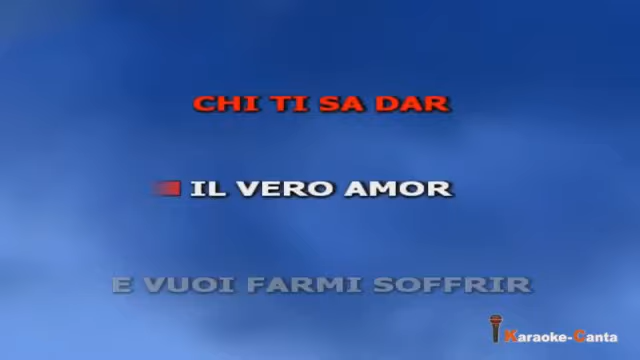 CHI TI SA DAR
IL VERO AMOR
E VUOI FARMI SOFFRIR
Karaoke-Canta